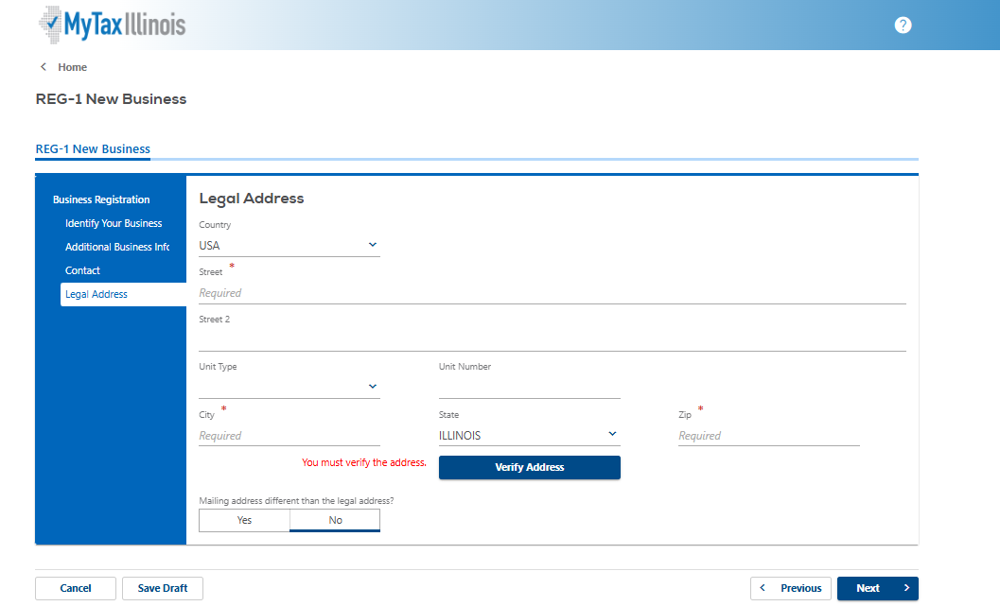 MyTax Illinois
?
Home
REG-1 New Business
REG-1 New Business
Business Registration
Identify Your Business
Additional Business Info
Contact
Legal Address
Legal Address
Country
USA
Street *
Required
Street 2
Unit Type Unit Number
City * State Zip *
Required ILLINOIS Required
You must verify the address. Verify Address
Mailing address different than the legal address?
Yes No
Cancel Save Draft Previous Next